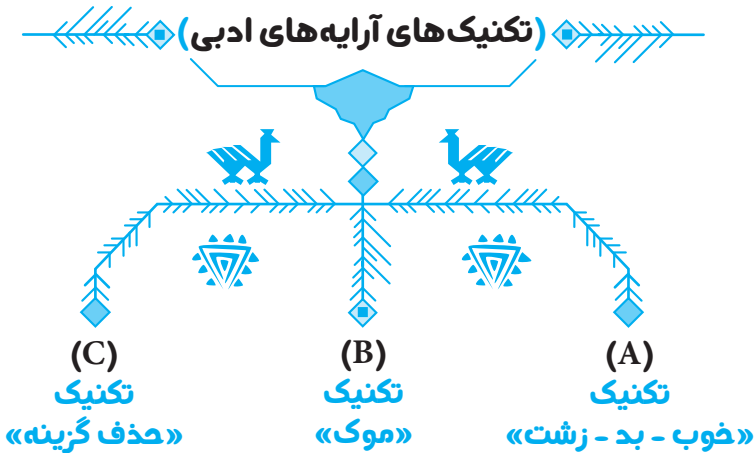 (تکنیک‌های آرایه‌های ادبی)
(A)
تکنیک
«خوب - بد - زشت»
(B)
تکنیک
«موک»
(C)
تکنیک
«حذف گزینه»